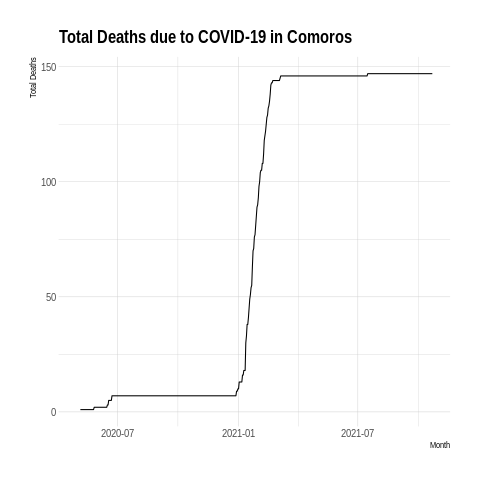 Total Deaths due to COVID-19 in Comoros
Total Deaths
150
100
50
0
2020-07
2021-01
2021-07
Month